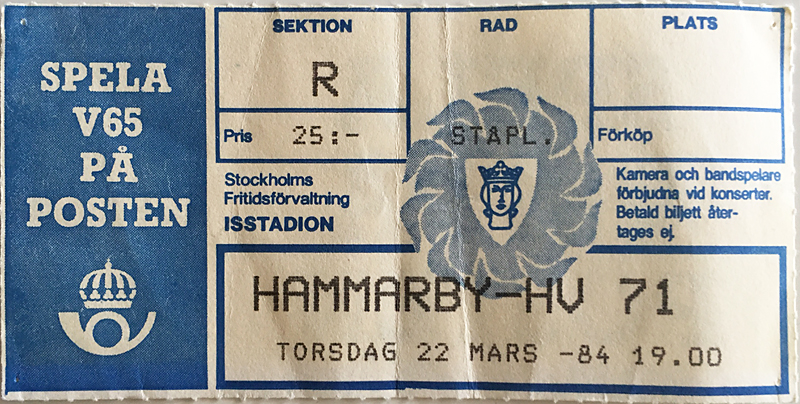 SPELA
V65
PÅ
POSTEN
SEKTION
R
RAD
PLATS
Pris 25:-
STÅPL.
Förköp
Stockholms
Fritidsförvaltning
ISSTADION
Kamera och bandspelare
förbjudna vid konserter.
Betald biljett åter-
tages ej.
HAMMARBY-HV 71
TORSDAG 22 MARS -84 19.00